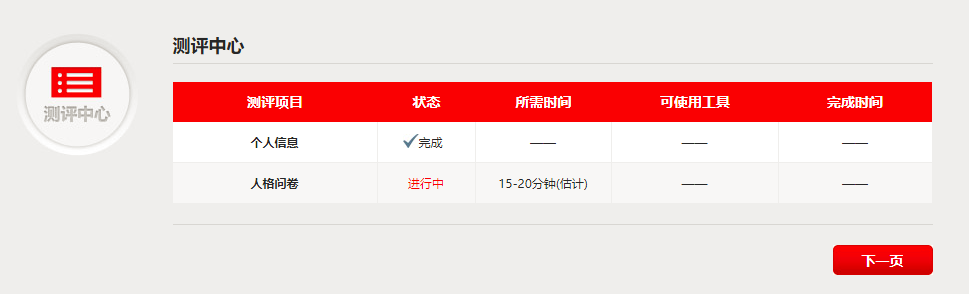 测评中心
测评中心
测评项目 状态 所需时间 可使用工具 完成时间
个人信息 完成 —— —— ——
人格问卷 进行中 15-20分钟(估计) —— ——
下一页